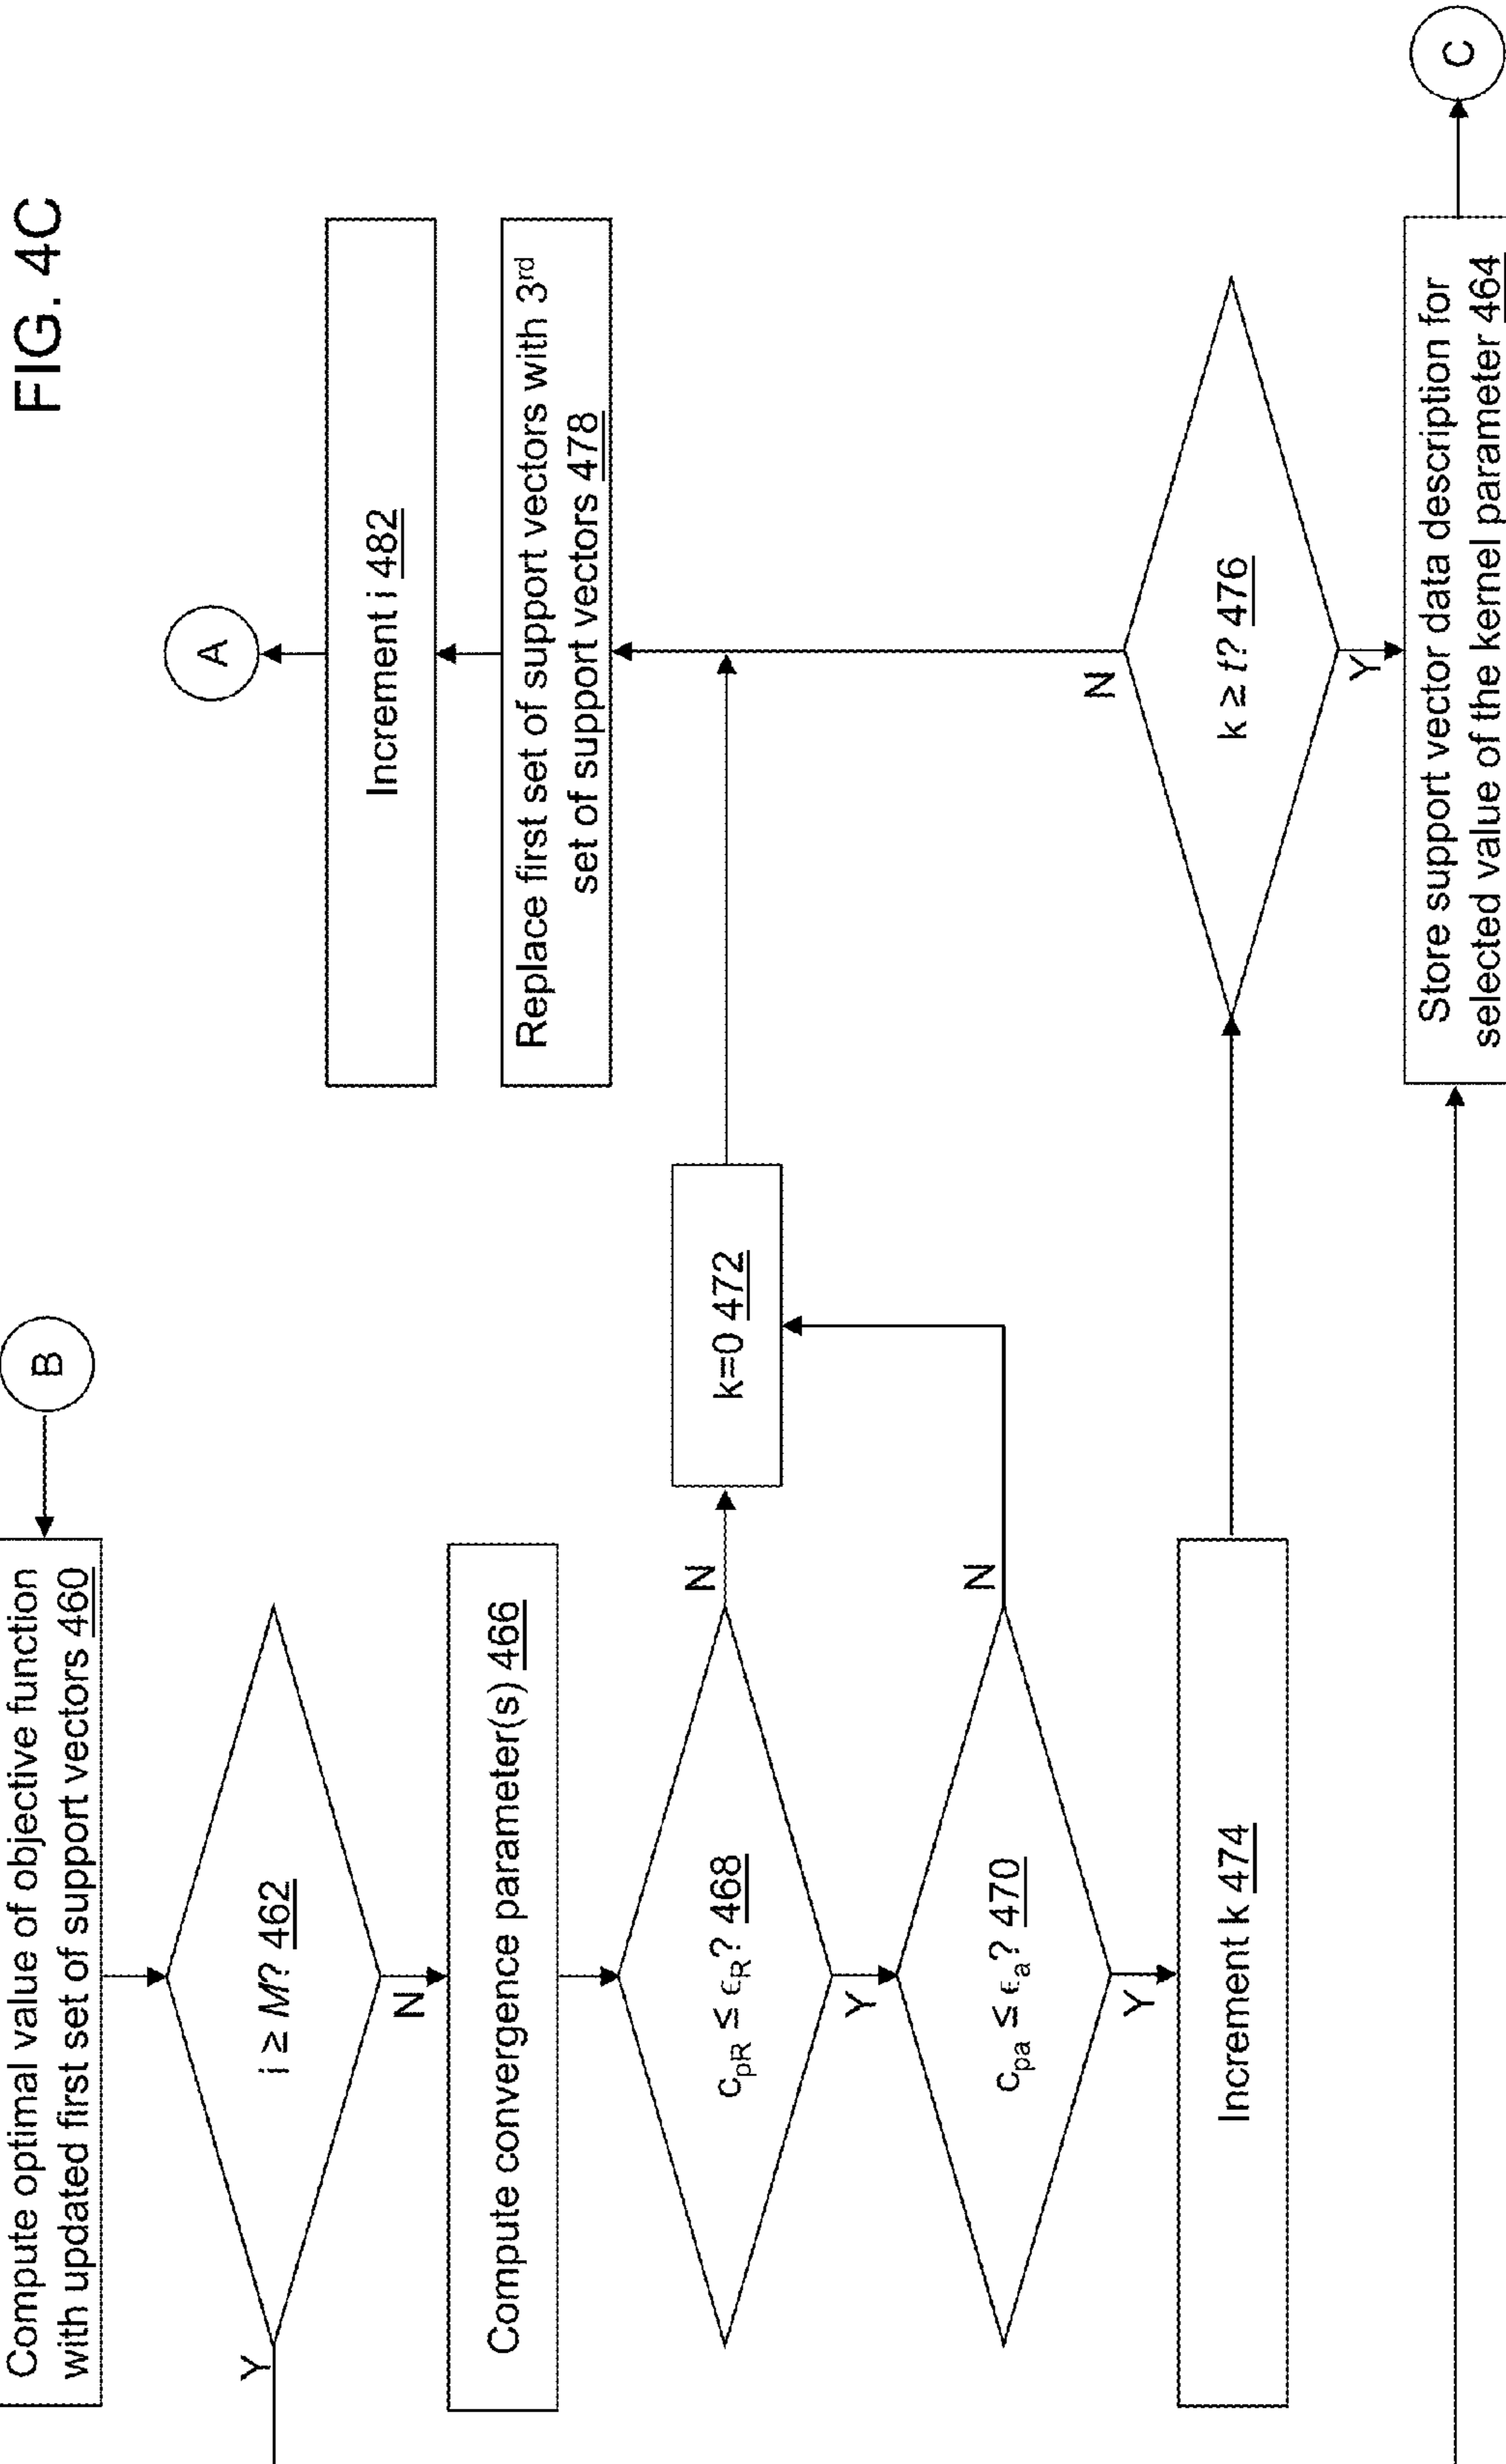 FIG. 4C
B
Compute optimal value of objective function
with updated first set of support vectors 460
i ≥ M? 462
Y
N
Compute convergence parameter(s) 466
c_pR ≤ ϵ_R? 468
N
Y
k=0 472
c_pa ≤ ϵ_a? 470
N
Y
Increment k 474
A
Increment i 482
Replace first set of support vectors with 3rd
set of support vectors 478
N
k ≥ t? 476
Y
Store support vector data description for
selected value of the kernel parameter 464
C